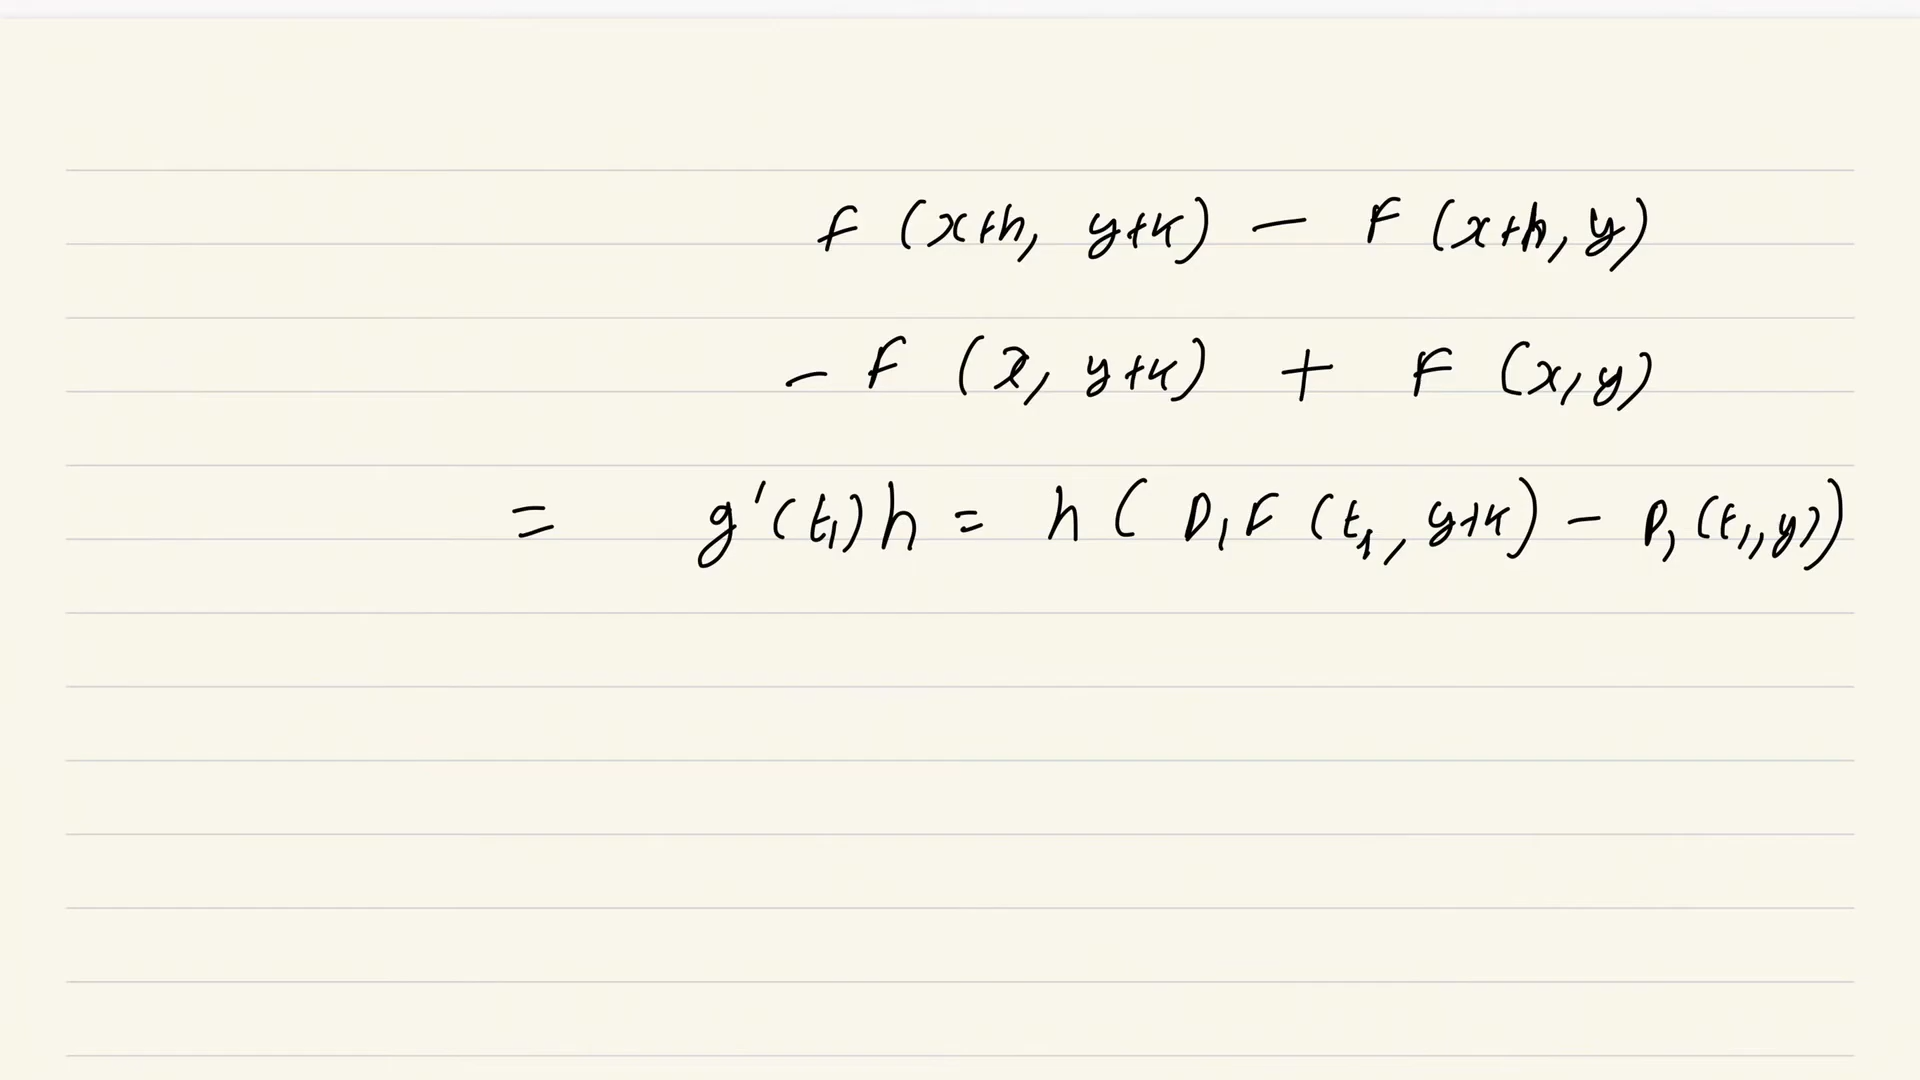 F (x+h, y+k) − F (x+h, y)
− F (x, y+k) + F (x,y)
= g'(t₁)h = h ( D₁F (t₁, y+k) − D₁(t₁,y))